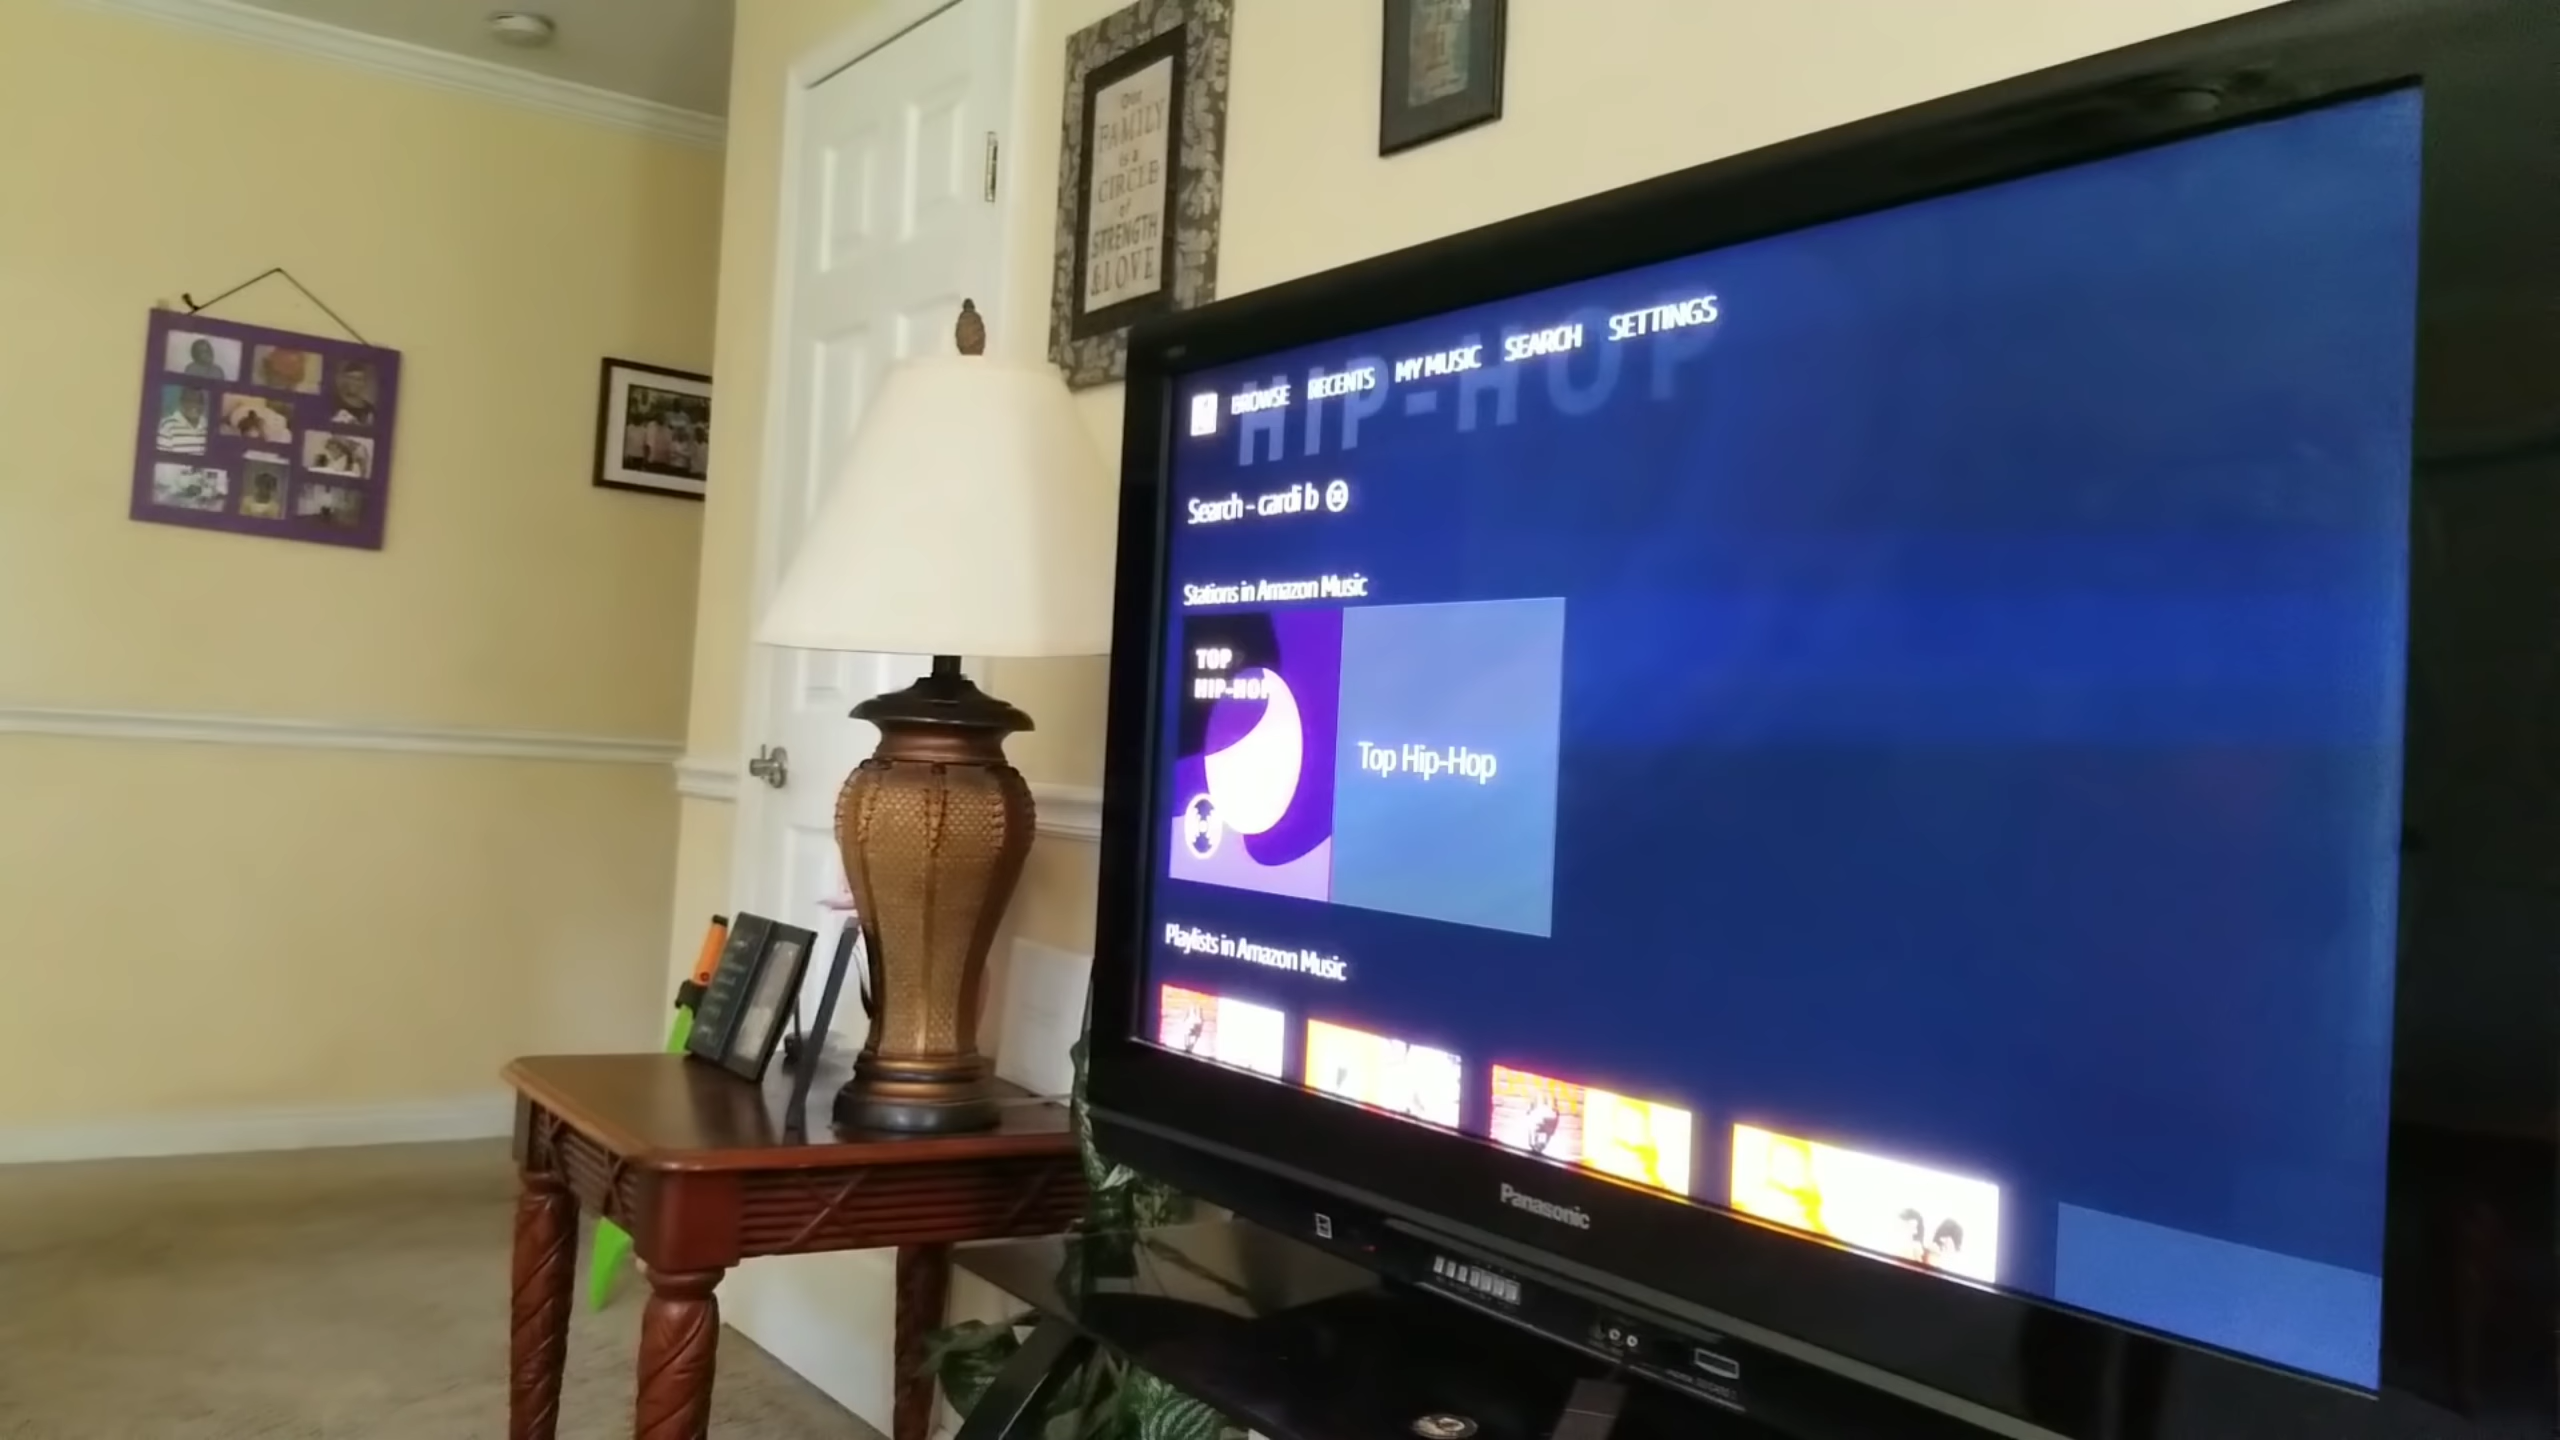 Our
FAMILY
is a
CIRCLE
of
STRENGTH
& LOVE
HIP-HOP
BROWSE RECENTS MY MUSIC SEARCH SETTINGS
Search - cardi b
Stations in Amazon Music
TOP
HIP-HOP
Top Hip-Hop
Playlists in Amazon Music
Panasonic